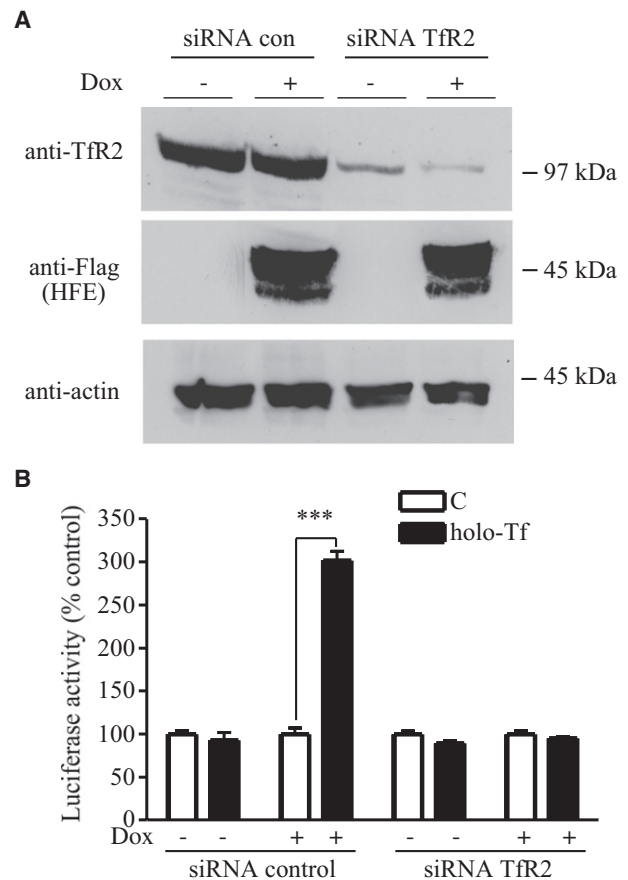 A
siRNA con siRNA TfR2
Dox - + - +
anti-TfR2
– 97 kDa
anti-Flag
(HFE)
– 45 kDa
anti-actin
– 45 kDa
B
Luciferase activity (% control)
350
300
250
200
150
100
50
0
***
C
holo-Tf
Dox - - + + - - + +
siRNA control siRNA TfR2